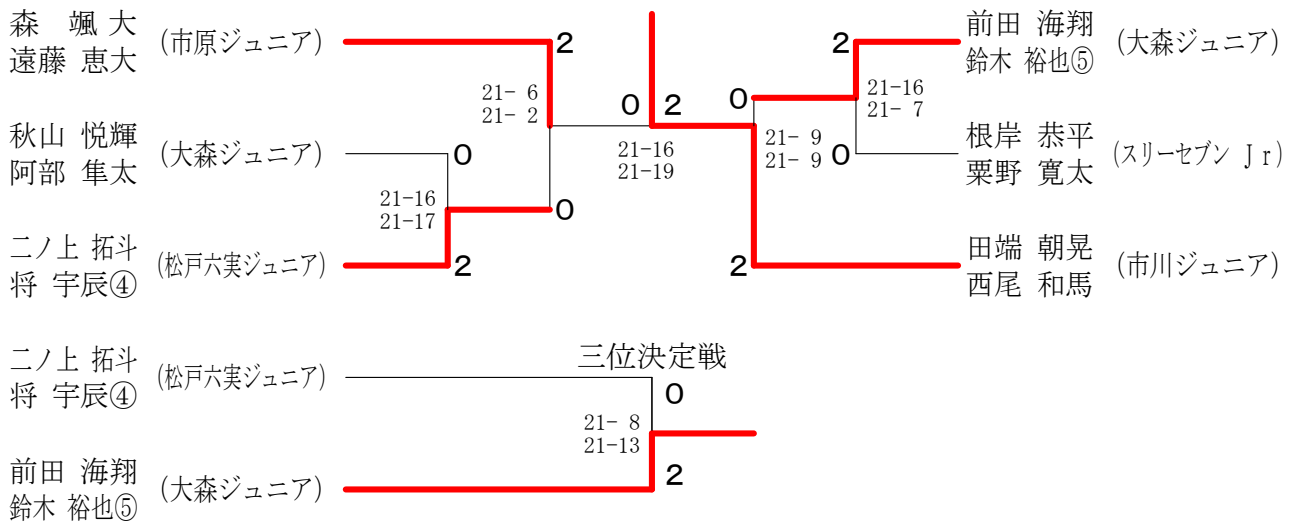 森 颯大
遠藤 恵大
(市原ジュニア)
2
21- 6
21- 2
秋山 悦輝
阿部 隼太
(大森ジュニア)
0
21-16
21-17
0
二ノ上 拓斗
将 宇辰④
(松戸六実ジュニア)
2
0
2
21-16
21-19
前田 海翔
鈴木 裕也⑤
(大森ジュニア)
2
21-16
21- 7
0
根岸 恭平
粟野 寛太
(スリーセブン Jr)
0
21- 9
21- 9
田端 朝晃
西尾 和馬
(市川ジュニア)
2
三位決定戦
二ノ上 拓斗
将 宇辰④
(松戸六実ジュニア)
0
21- 8
21-13
前田 海翔
鈴木 裕也⑤
(大森ジュニア)
2